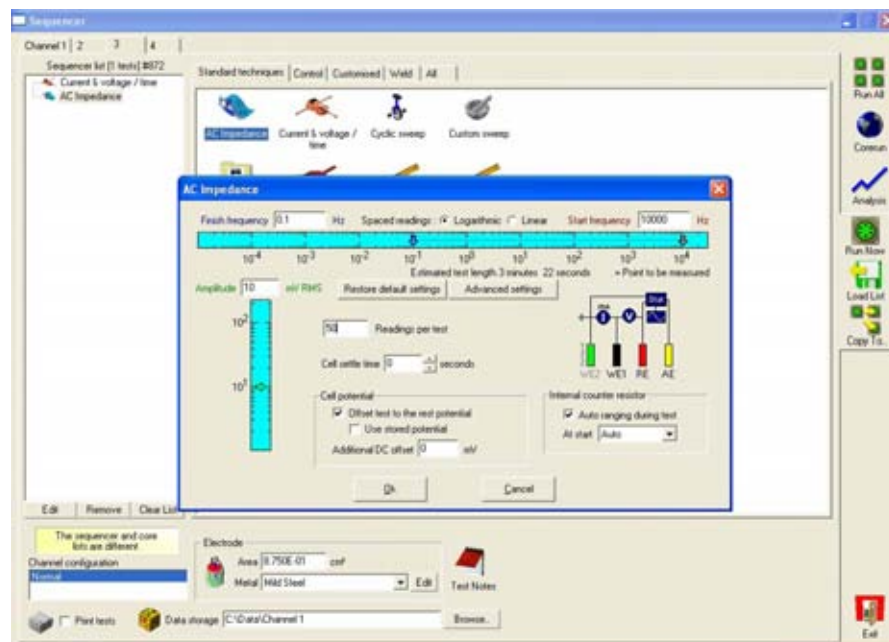 Sequencer
Channel 1 2 3 4
Sequencer list [1 tests] #872
Current & voltage / time
AC Impedance
Standard techniques Control Customised Weld All
AC Impedance
Current & voltage / time
Cyclic sweep
Custom sweep
Run All
Corerun
Analysis
Run Now
Load List
Copy To..
Exit
AC Impedance
Finish frequency 0.1 Hz Spaced readings: Logarithmic Linear Start frequency 10000 Hz
10-4 10-3 10-2 10-1 100 101 102 103 104
Estimated test length 3 minutes 22 seconds = Point to be measured
Amplitude 10 mV RMS Restore default settings Advanced settings
102
101
50 Readings per test
Cell settle time 0 seconds
WE2 WE1 RE AE
Cell potential
Offset test to the rest potential
Use stored potential
Additional DC offset 0 mV
Internal counter resistor
Auto ranging during test
At start Auto
Ok Cancel
Edit Remove Clear List
The sequencer and core
lists are different
Channel configuration
Normal
Print tests
Electrode
Area 8.750E-01 cm²
Metal Mild Steel Edit
Test Notes
Data storage C:\Data\Channel 1 Browse..